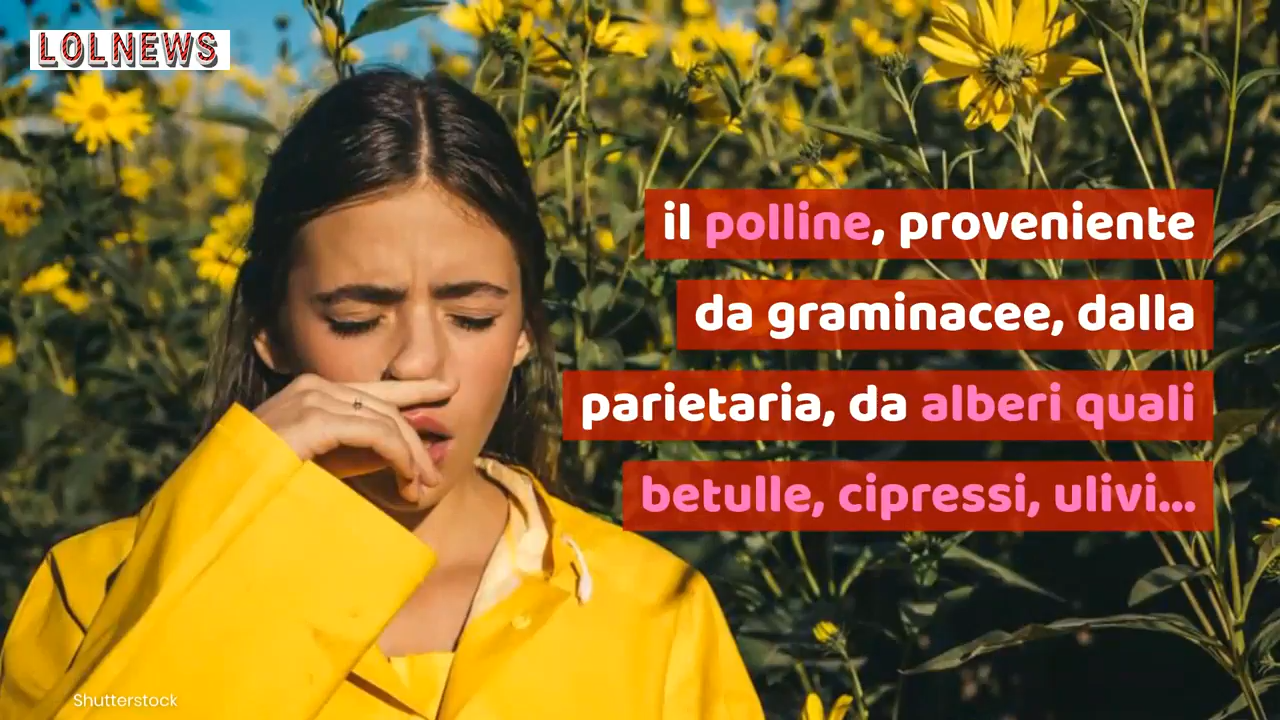 LOLNEWS
il polline, proveniente
da graminacee, dalla
parietaria, da alberi quali
betulle, cipressi, ulivi...
Shutterstock